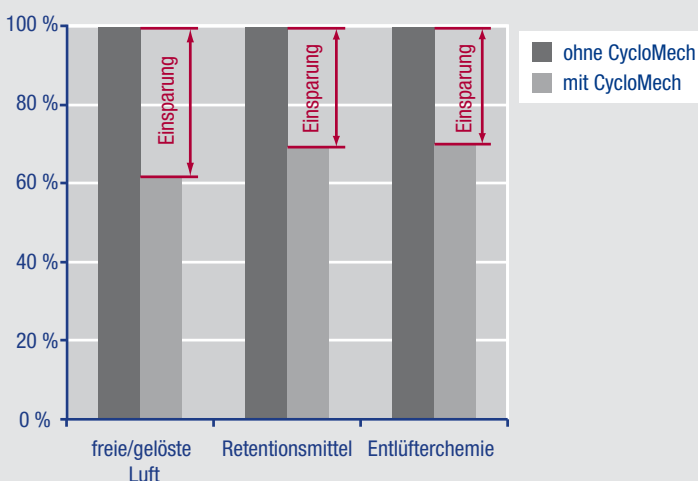 100 %
80 %
60 %
40 %
20 %
0 %
Einsparung
Einsparung
Einsparung
ohne CycloMech
mit CycloMech
freie/gelöste
Luft
Retentionsmittel
Entlüfterchemie